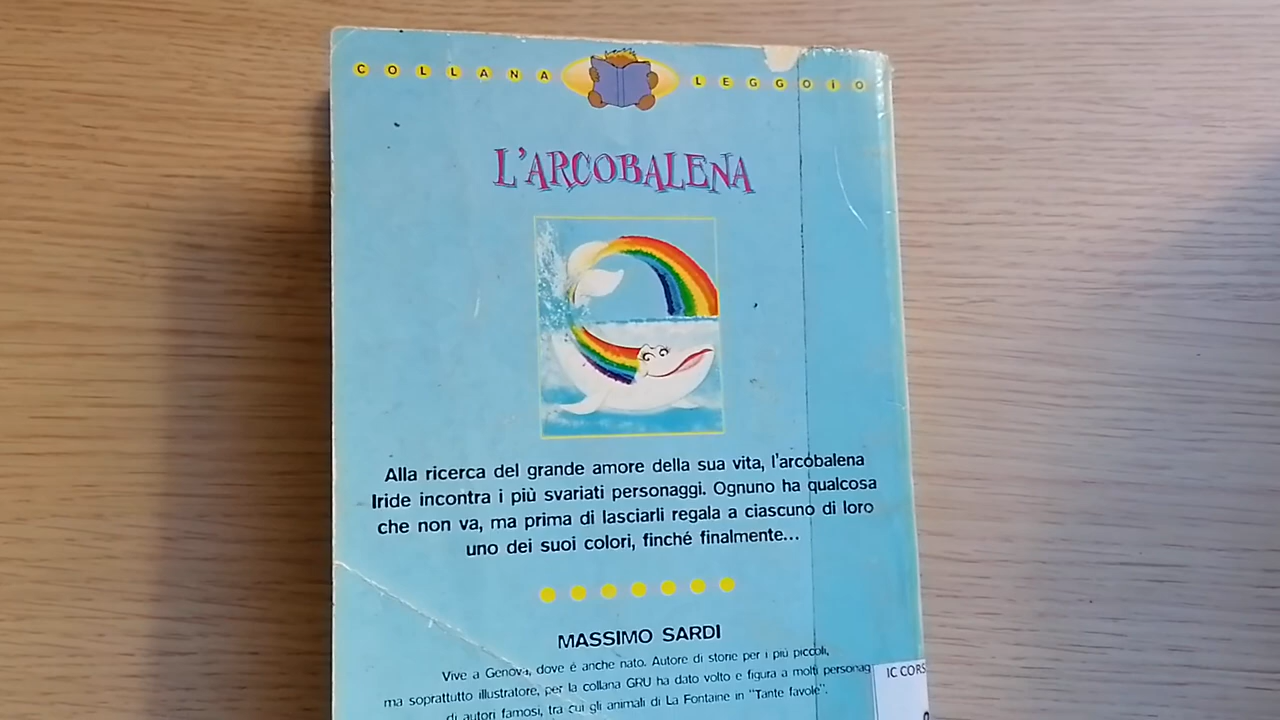 COLLANA LEGGOIO
L'ARCOBALENA
Alla ricerca del grande amore della sua vita, l'arcobalena
Iride incontra i più svariati personaggi. Ognuno ha qualcosa
che non va, ma prima di lasciarli regala a ciascuno di loro
uno dei suoi colori, finché finalmente...
MASSIMO SARDI
Vive a Genova, dove é anche nato. Autore di storie per i più piccoli,
ma soprattutto illustratore, per la collana GRU ha dato volto e figura a molti personag
di autori famosi, tra cui gli animali di La Fontaine in "Tante favole".
IC CORS